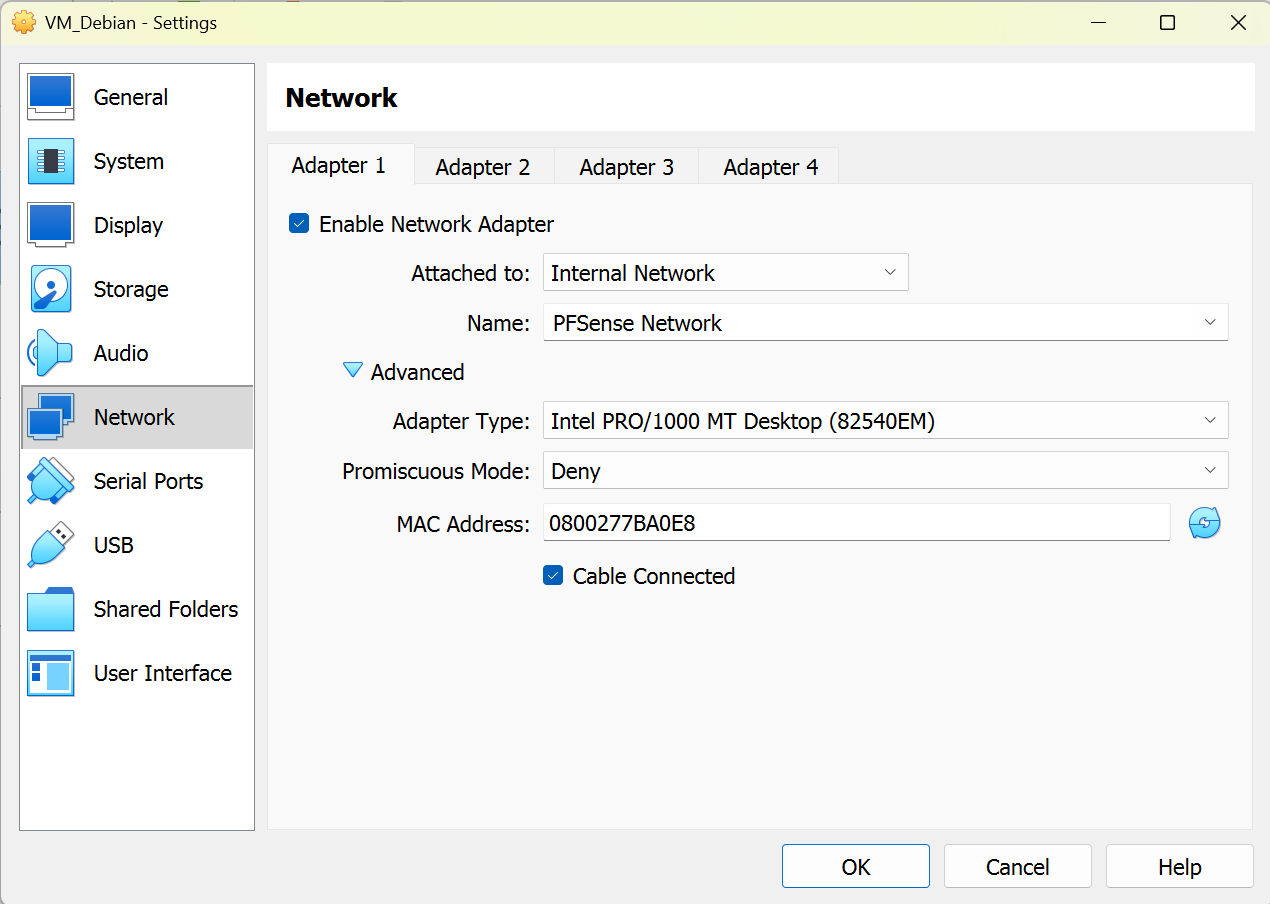 VM_Debian - Settings
General
System
Display
Storage
Audio
Network
Serial Ports
USB
Shared Folders
User Interface
Network
Adapter 1 Adapter 2 Adapter 3 Adapter 4
Enable Network Adapter
Attached to: Internal Network
Name: PFSense Network
Advanced
Adapter Type: Intel PRO/1000 MT Desktop (82540EM)
Promiscuous Mode: Deny
MAC Address: 0800277BA0E8
Cable Connected
OK Cancel Help